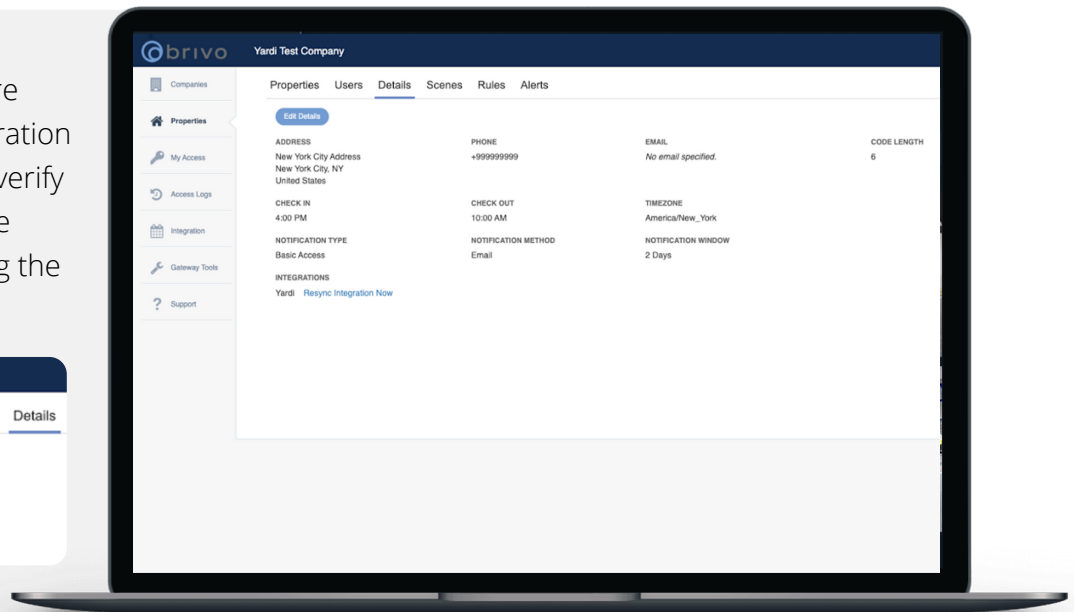 re
ration
verify
e
g the
Details
brivo
Yardi Test Company
Companies
Properties
My Access
Access Logs
Integration
Gateway Tools
? Support
Properties Users Details Scenes Rules Alerts
Edit Details
ADDRESS PHONE EMAIL CODE LENGTH
New York City Address +999999999 No email specified. 6
New York City, NY
United States
CHECK IN CHECK OUT TIMEZONE
4:00 PM 10:00 AM America/New_York
NOTIFICATION TYPE NOTIFICATION METHOD NOTIFICATION WINDOW
Basic Access Email 2 Days
INTEGRATIONS
Yardi Resync Integration Now